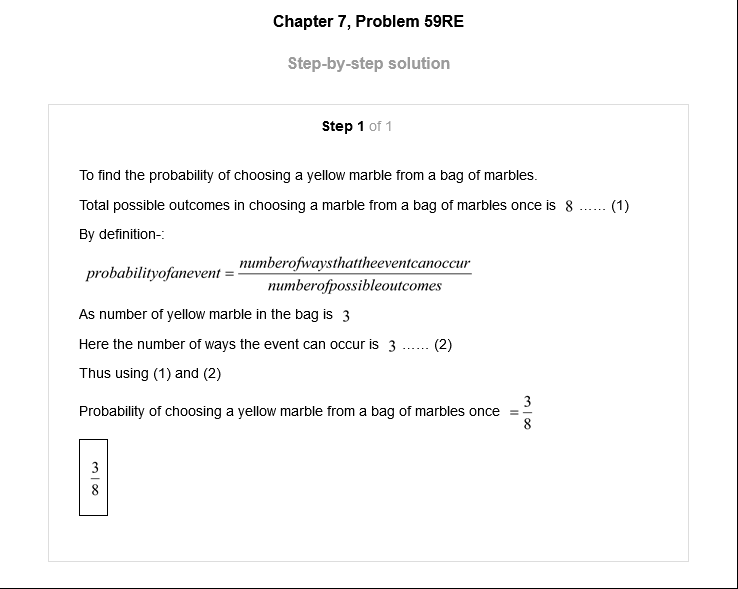 Chapter 7, Problem 59RE
Step-by-step solution
Step 1 of 1
To find the probability of choosing a yellow marble from a bag of marbles.
Total possible outcomes in choosing a marble from a bag of marbles once is 8 ...... (1)
By definition-:
probabilityofanevent = numberofwaysthattheeventcanoccur / numberofpossibleoutcomes
As number of yellow marble in the bag is 3
Here the number of ways the event can occur is 3 ...... (2)
Thus using (1) and (2)
Probability of choosing a yellow marble from a bag of marbles once = 3/8
3/8